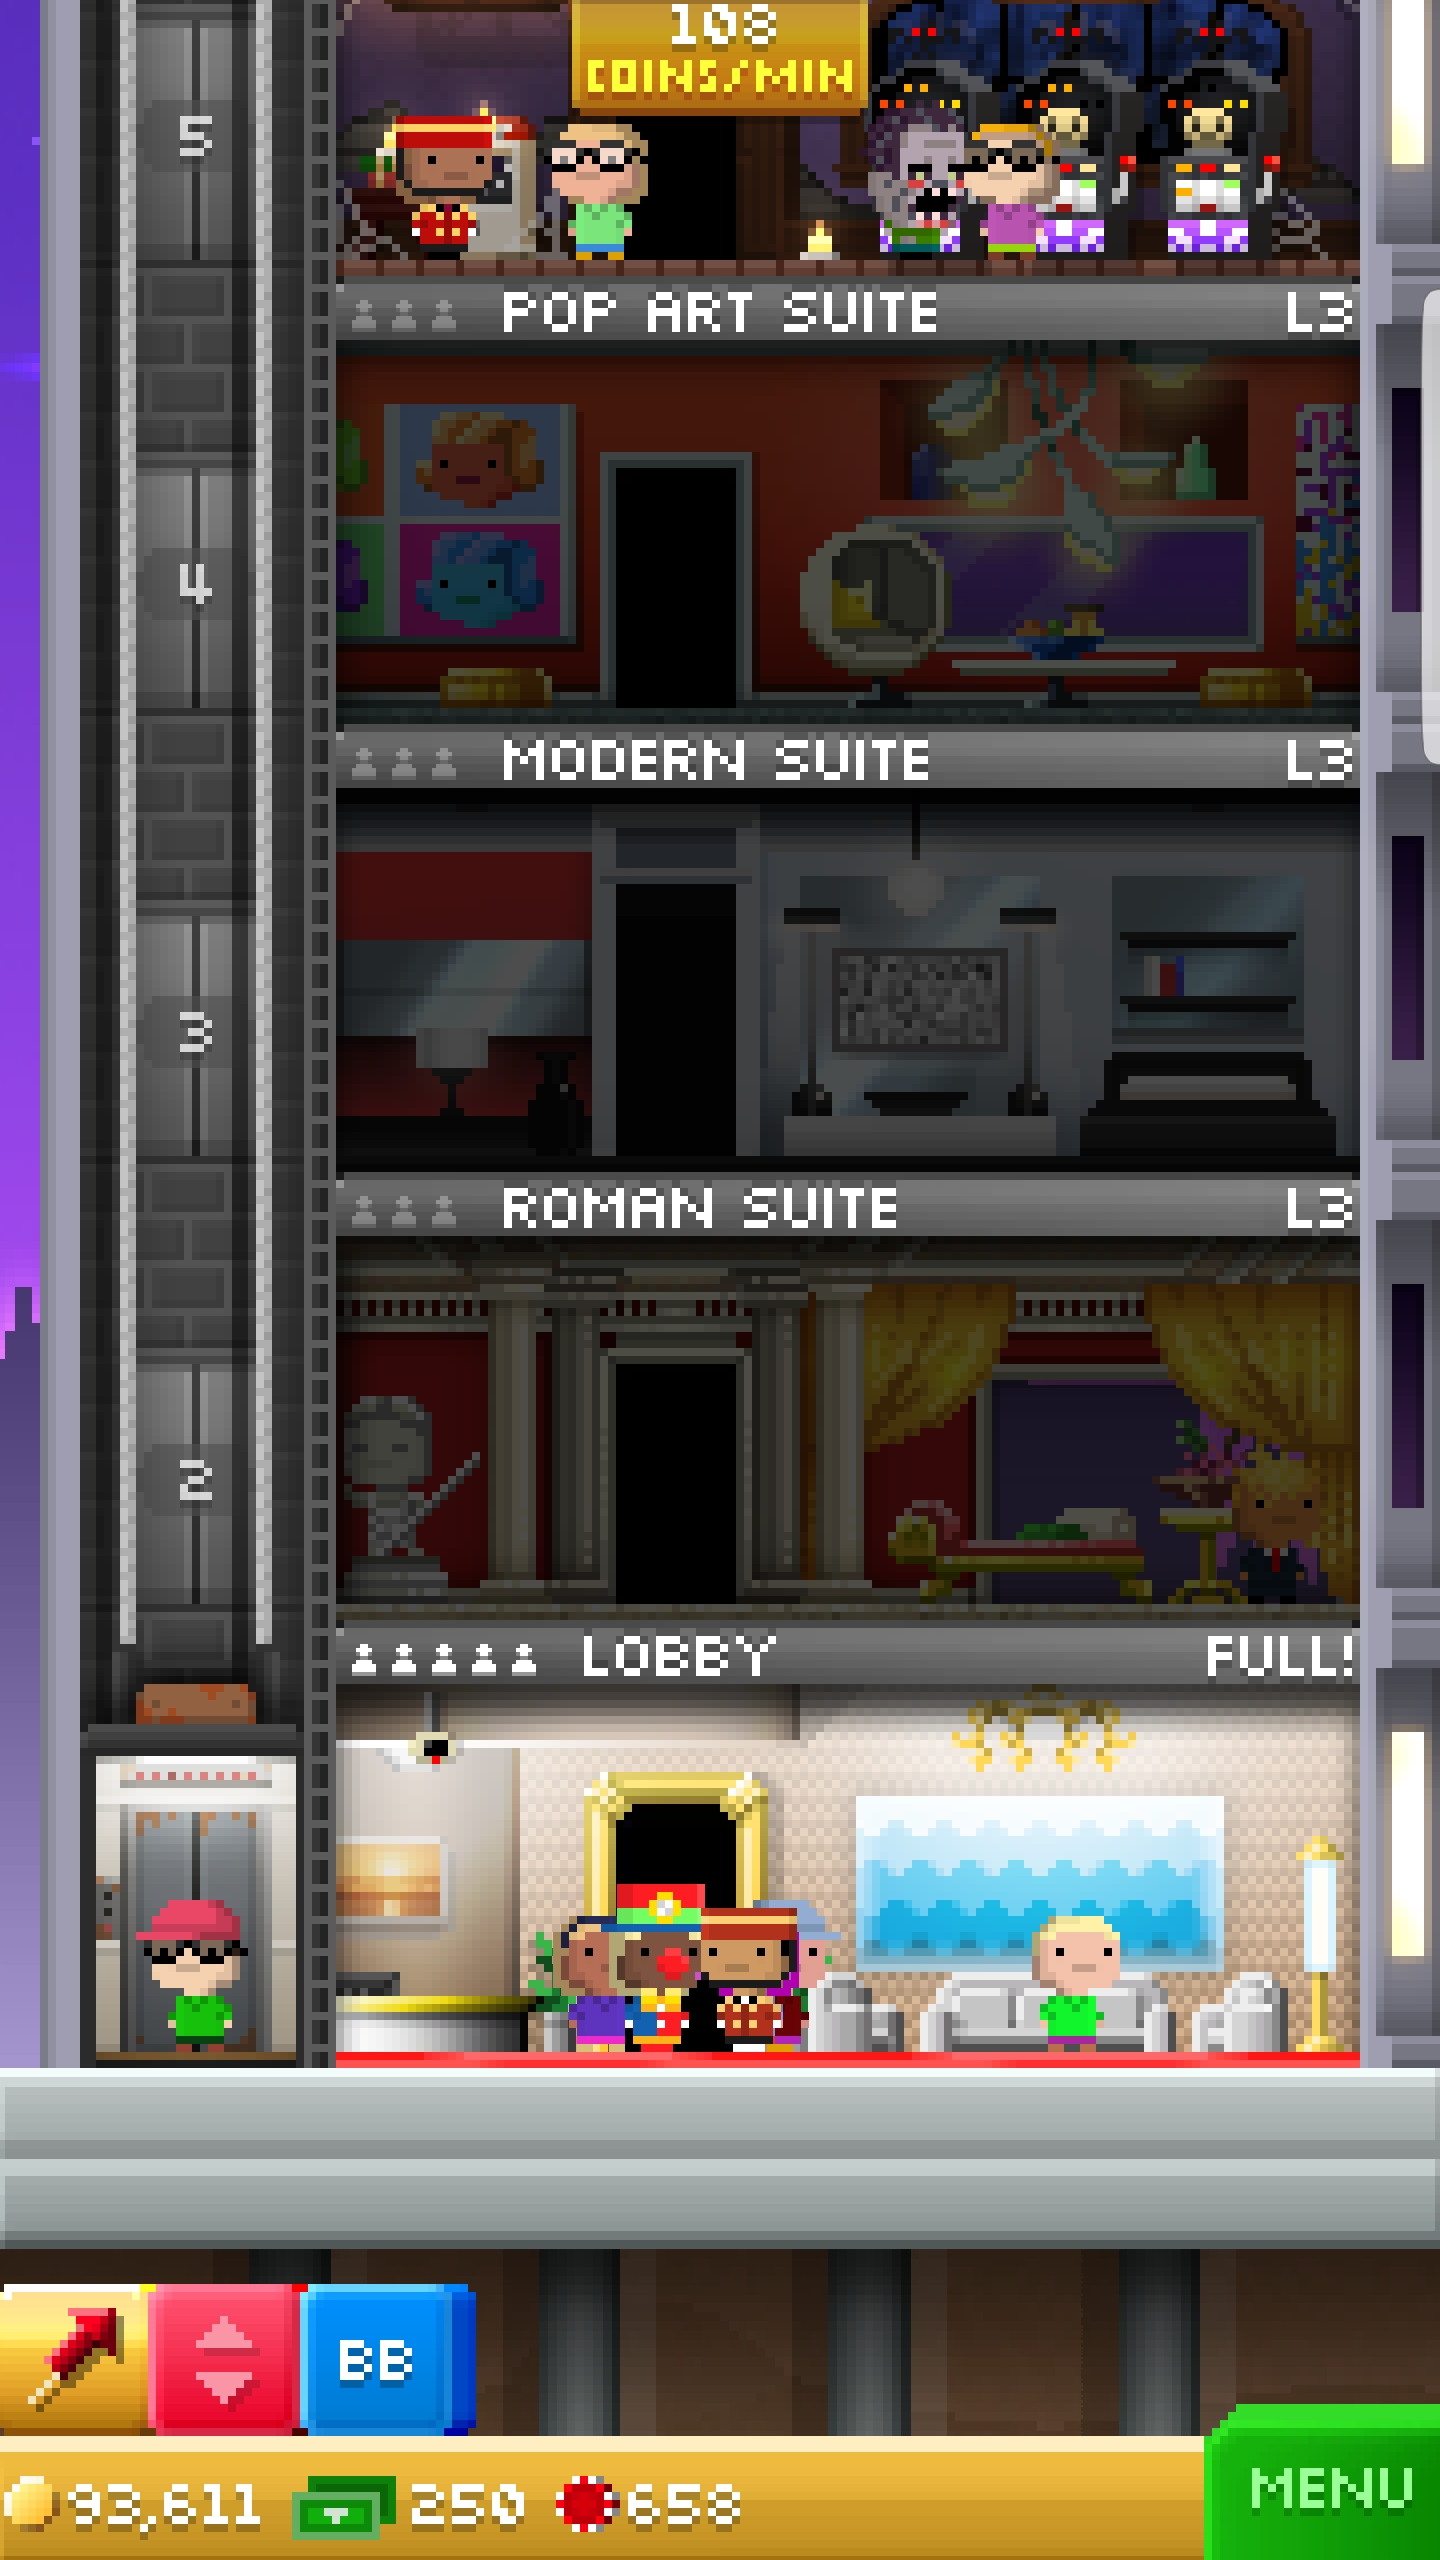 108
COINS/MIN
5
POP ART SUITE L3
4
MODERN SUITE L3
3
ROMAN SUITE L3
2
LOBBY FULL!
BB
93,611 250 658
MENU